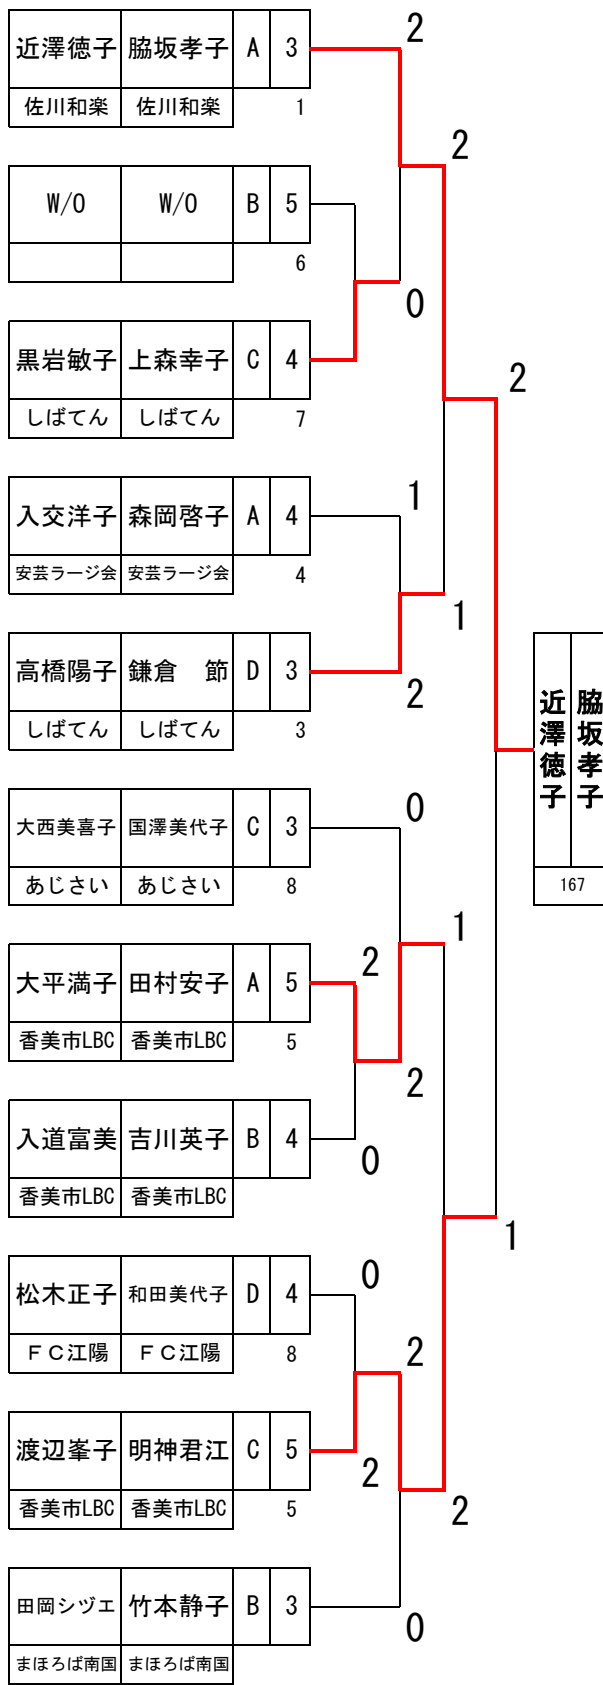 近澤徳子 脇坂孝子 A 3
佐川和楽 佐川和楽 1
2
2
W/O W/O B 5
6
0
黒岩敏子 上森幸子 C 4
しばてん しばてん 7
2
入交洋子 森岡啓子 A 4
安芸ラージ会 安芸ラージ会 4
1
1
高橋陽子 鎌倉　節 D 3
しばてん しばてん 3
2
近澤徳子 脇坂孝子
167
大西美喜子 国澤美代子 C 3
あじさい あじさい 8
0
1
大平満子 田村安子 A 5
香美市LBC 香美市LBC 5
2
2
入道富美 吉川英子 B 4
香美市LBC 香美市LBC
0
1
松木正子 和田美代子 D 4
ＦＣ江陽 ＦＣ江陽 8
0
2
渡辺峯子 明神君江 C 5
香美市LBC 香美市LBC 5
2
2
田岡シヅエ 竹本静子 B 3
まほろば南国 まほろば南国
0